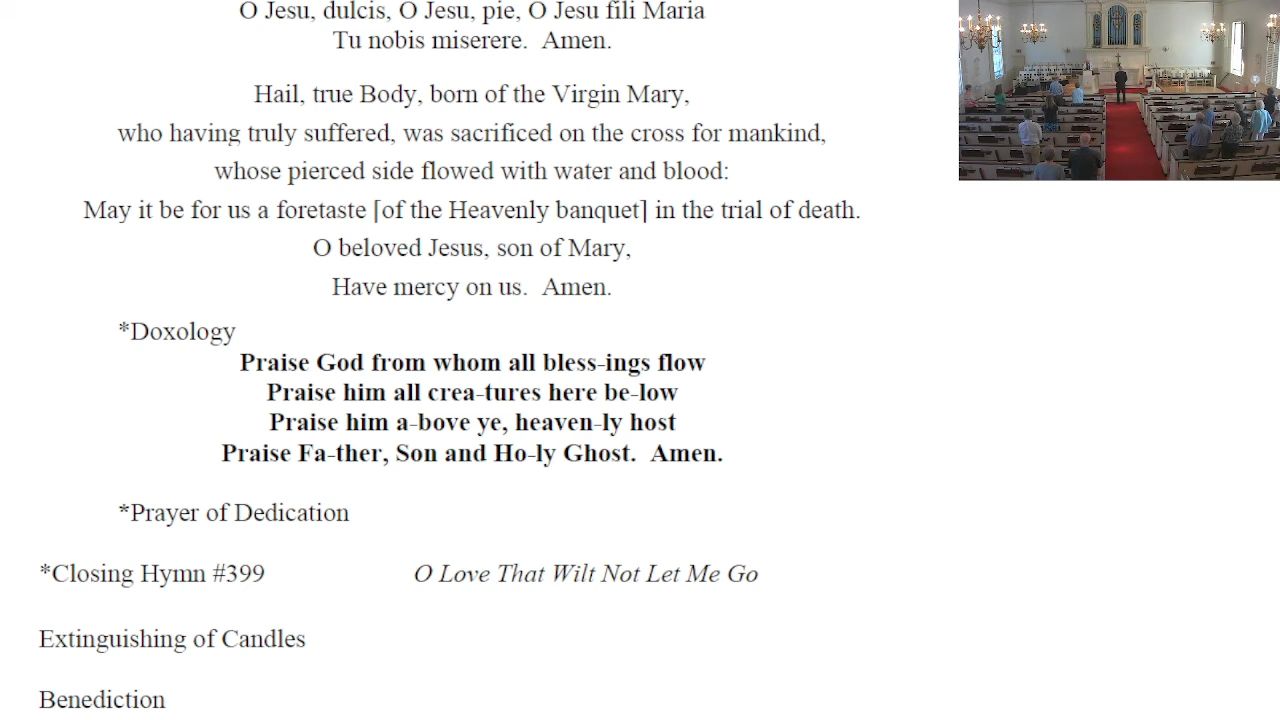 O Jesu, dulcis, O Jesu, pie, O Jesu fili Maria
Tu nobis miserere.  Amen.
Hail, true Body, born of the Virgin Mary,
who having truly suffered, was sacrificed on the cross for mankind,
whose pierced side flowed with water and blood:
May it be for us a foretaste [of the Heavenly banquet] in the trial of death.
O beloved Jesus, son of Mary,
Have mercy on us.  Amen.
*Doxology
Praise God from whom all bless-ings flow
Praise him all crea-tures here be-low
Praise him a-bove ye, heaven-ly host
Praise Fa-ther, Son and Ho-ly Ghost.  Amen.
*Prayer of Dedication
*Closing Hymn #399 O Love That Wilt Not Let Me Go
Extinguishing of Candles
Benediction